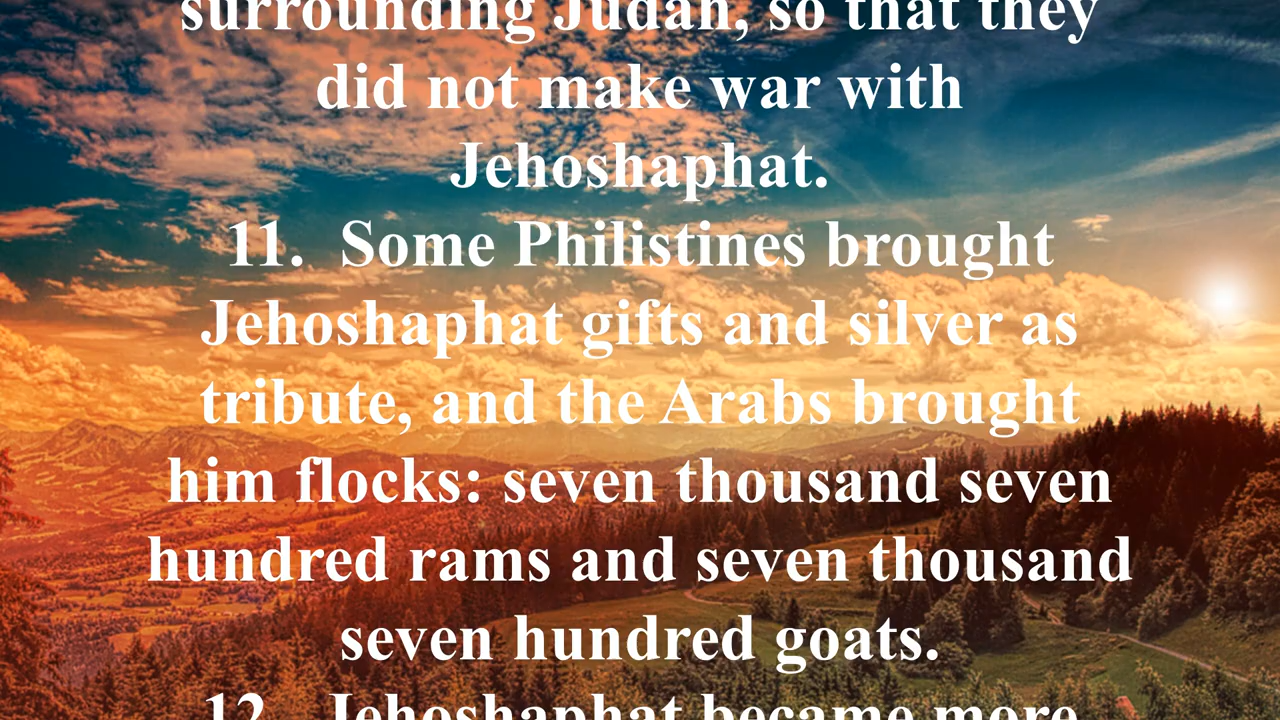 surrounding Judah, so that they
did not make war with
Jehoshaphat.
11. Some Philistines brought
Jehoshaphat gifts and silver as
tribute, and the Arabs brought
him flocks: seven thousand seven
hundred rams and seven thousand
seven hundred goats.
12. Jehoshaphat became more